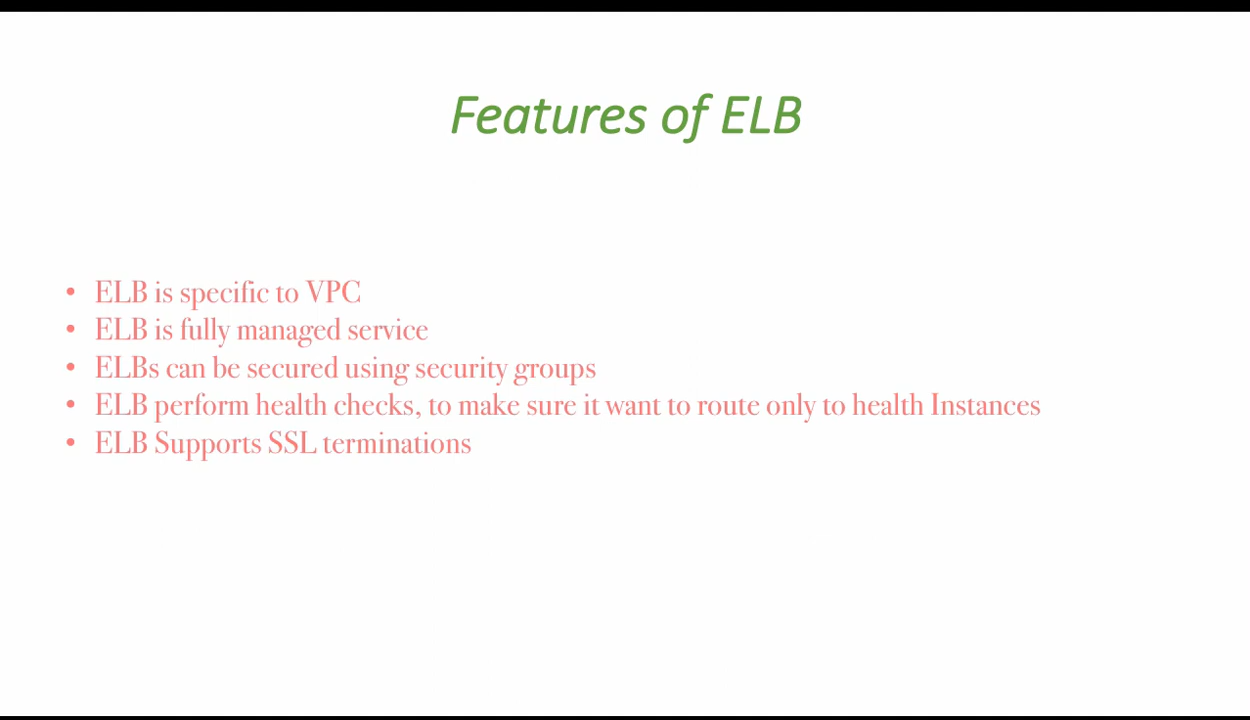 Features of ELB
• ELB is specific to VPC
• ELB is fully managed service
• ELBs can be secured using security groups
• ELB perform health checks, to make sure it want to route only to health Instances
• ELB Supports SSL terminations